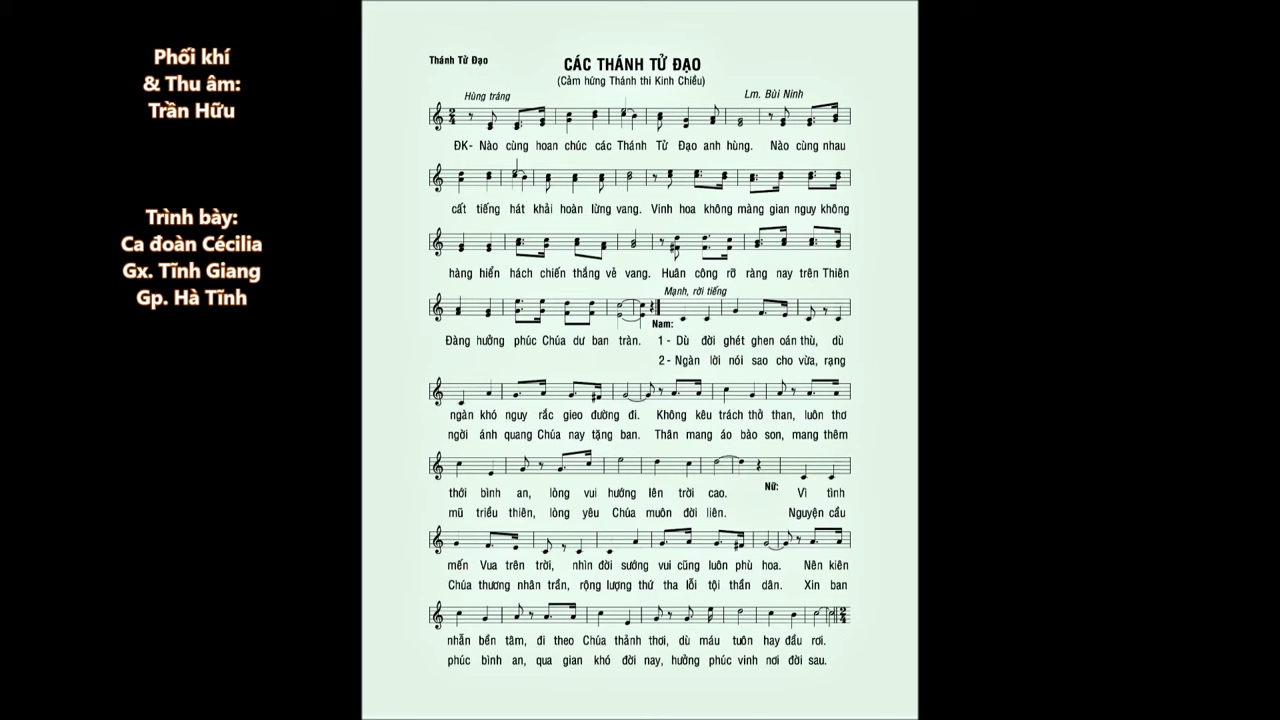 Phối khí
& Thu âm:
Trần Hữu
Trình bày:
Ca đoàn Cécilia
Gx. Tĩnh Giang
Gp. Hà Tĩnh
Thánh Tử Đạo
CÁC THÁNH TỬ ĐẠO
(Cảm hứng Thánh thi Kinh Chiều)
Hùng tráng
Lm. Bùi Ninh
ĐK- Nào cùng hoan chúc các Thánh Tử Đạo anh hùng. Nào cùng nhau
cất tiếng hát khải hoàn lừng vang. Vinh hoa không màng gian nguy không
hàng hiển hách chiến thắng vẻ vang. Huân công rỡ ràng nay trên Thiên
Mạnh, rời tiếng
Nam:
Đàng hưởng phúc Chúa dư ban tràn. 1- Dù đời ghét ghen oán thù, dù
2- Ngàn lời nói sao cho vừa, rạng
ngàn khó nguy rắc gieo đường đi. Không kêu trách thở than, luôn thơ
ngời ánh quang Chúa nay tặng ban. Thân mang áo bào son, mang thêm
Nữ:
thới bình an, lòng vui hướng lên trời cao. Vì tình
mũ triều thiên, lòng yêu Chúa muôn đời liên. Nguyện cầu
mến Vua trên trời, nhìn đời sướng vui cũng luôn phù hoa. Nên kiên
Chúa thương nhân trần, rộng lượng thứ tha lỗi tội thần dân. Xin ban
nhẫn bền tâm, đi theo Chúa thảnh thơi, dù máu tuôn hay đầu rơi.
phúc bình an, qua gian khó đời nay, hưởng phúc vinh nơi đời sau.